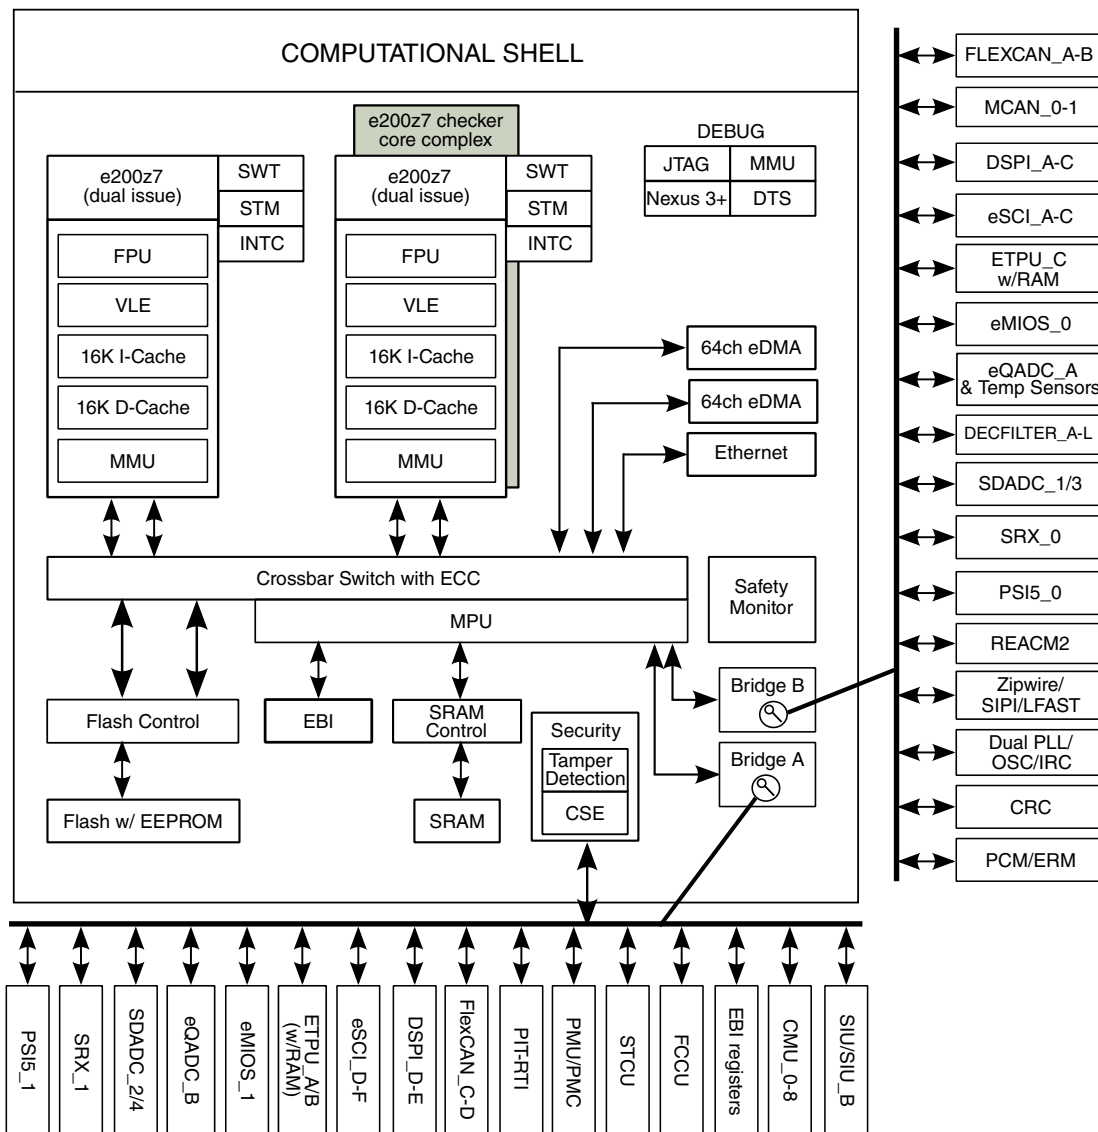 COMPUTATIONAL SHELL
e200z7
(dual issue)
SWT
STM
INTC
FPU
VLE
16K I-Cache
16K D-Cache
MMU
e200z7 checker
core complex
e200z7
(dual issue)
SWT
STM
INTC
FPU
VLE
16K I-Cache
16K D-Cache
MMU
DEBUG
JTAG
MMU
Nexus 3+
DTS
64ch eDMA
64ch eDMA
Ethernet
Crossbar Switch with ECC
MPU
Safety
Monitor
Flash Control
EBI
SRAM
Control
Security
Tamper
Detection
CSE
Bridge B
Bridge A
Flash w/ EEPROM
SRAM
FLEXCAN_A-B
MCAN_0-1
DSPI_A-C
eSCI_A-C
ETPU_C
w/RAM
eMIOS_0
eQADC_A
& Temp Sensors
DECFILTER_A-L
SDADC_1/3
SRX_0
PSI5_0
REACM2
Zipwire/
SIPI/LFAST
Dual PLL/
OSC/IRC
CRC
PCM/ERM
PSI5_1
SRX_1
SDADC_2/4
eQADC_B
eMIOS_1
ETPU_A/B
(w/RAM)
eSCI_D-F
DSPI_D-E
FlexCAN_C-D
PIT-RTI
PMU/PMC
STCU
FCCU
EBI
registers
CMU_0-8
SIU/SIU_B